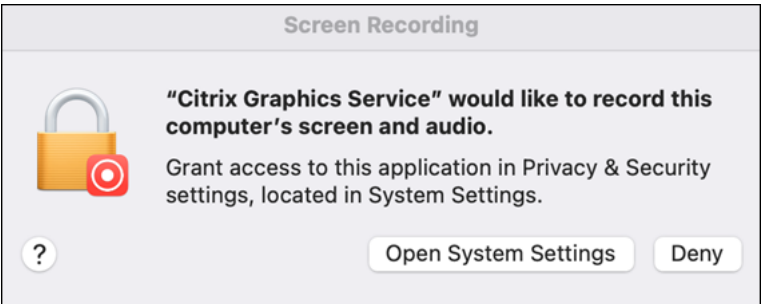 Screen Recording
“Citrix Graphics Service” would like to record this
computer’s screen and audio.
Grant access to this application in Privacy & Security
settings, located in System Settings.
?
Open System Settings
Deny